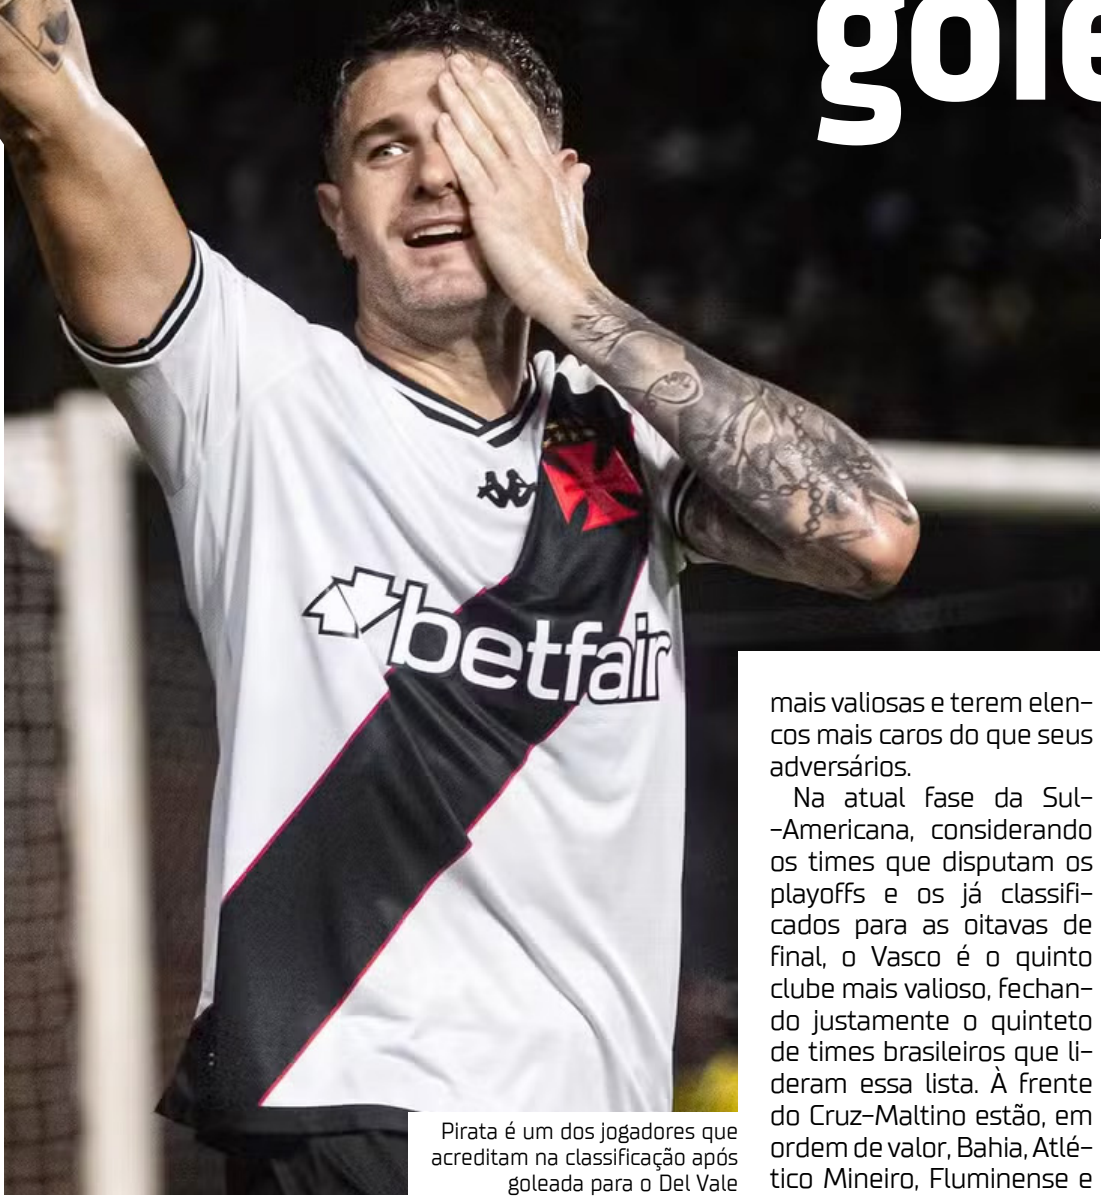 gole
betfair
mais valiosas e terem elen-
cos mais caros do que seus
adversários.
Na atual fase da Sul-
-Americana, considerando
os times que disputam os
playoffs e os já classifi-
cados para as oitavas de
final, o Vasco é o quinto
clube mais valioso, fechan-
do justamente o quinteto
de times brasileiros que li-
deram essa lista. À frente
do Cruz-Maltino estão, em
ordem de valor, Bahia, Atlé-
tico Mineiro, Fluminense e
Pirata é um dos jogadores que
acreditam na classificação após
goleada para o Del Vale